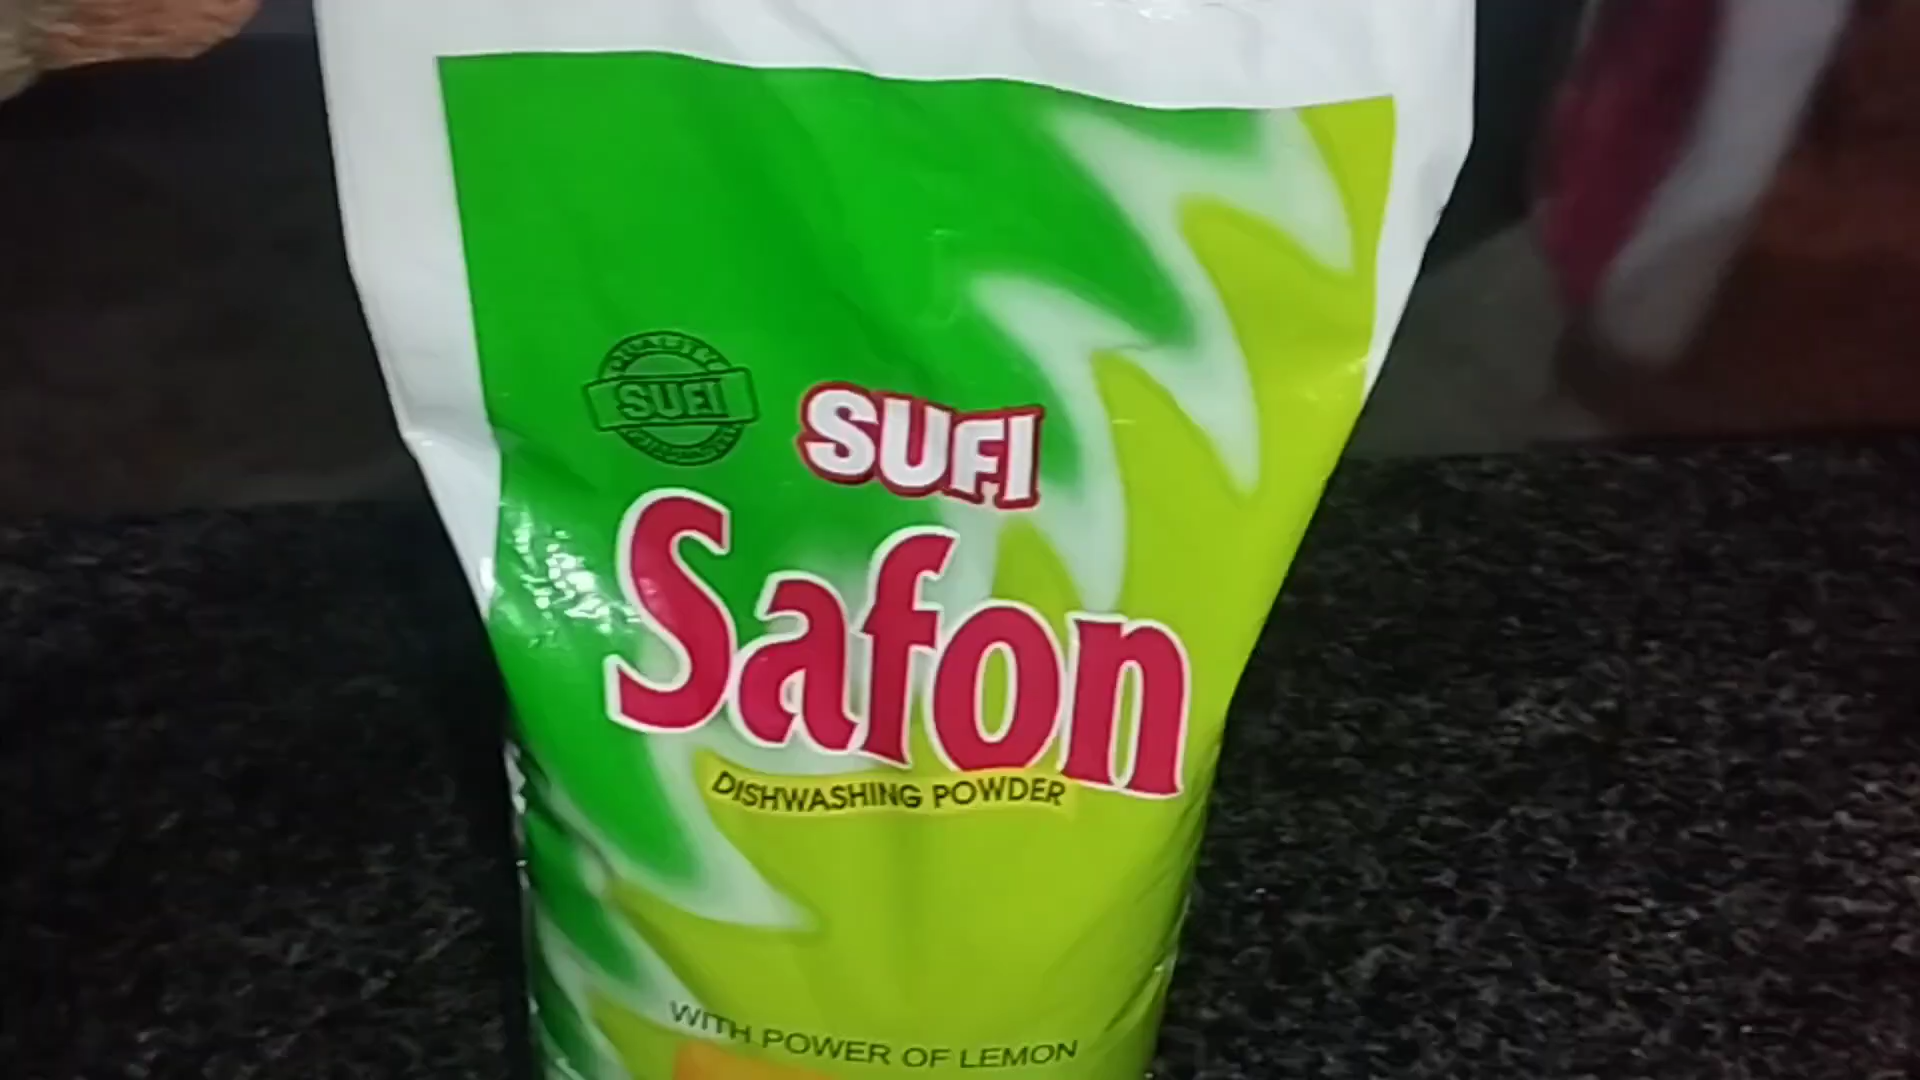 SUFI
SUFI
Safon
DISHWASHING POWDER
WITH POWER OF LEMON